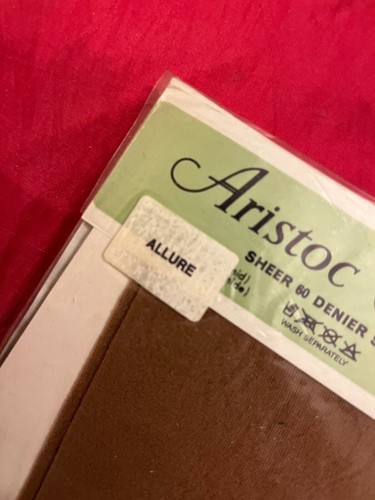 Aristoc
ALLURE
SHEER 60 DENIER
WASH SEPARATELY